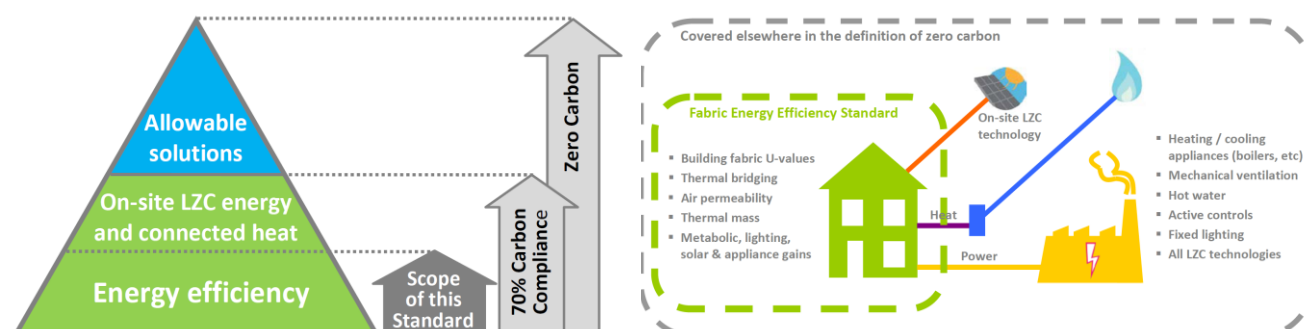 Allowable
solutions
On-site LZC energy
and connected heat
Energy efficiency
Scope
of this
Standard
70% Carbon
Compliance
Zero Carbon
Covered elsewhere in the definition of zero carbon
Fabric Energy Efficiency Standard
▪ Building fabric U-values
▪ Thermal bridging
▪ Air permeability
▪ Thermal mass
▪ Metabolic, lighting,
solar & appliance gains
On-site LZC
technology
Heat
Power
▪ Heating / cooling
appliances (boilers, etc)
▪ Mechanical ventilation
▪ Hot water
▪ Active controls
▪ Fixed lighting
▪ All LZC technologies